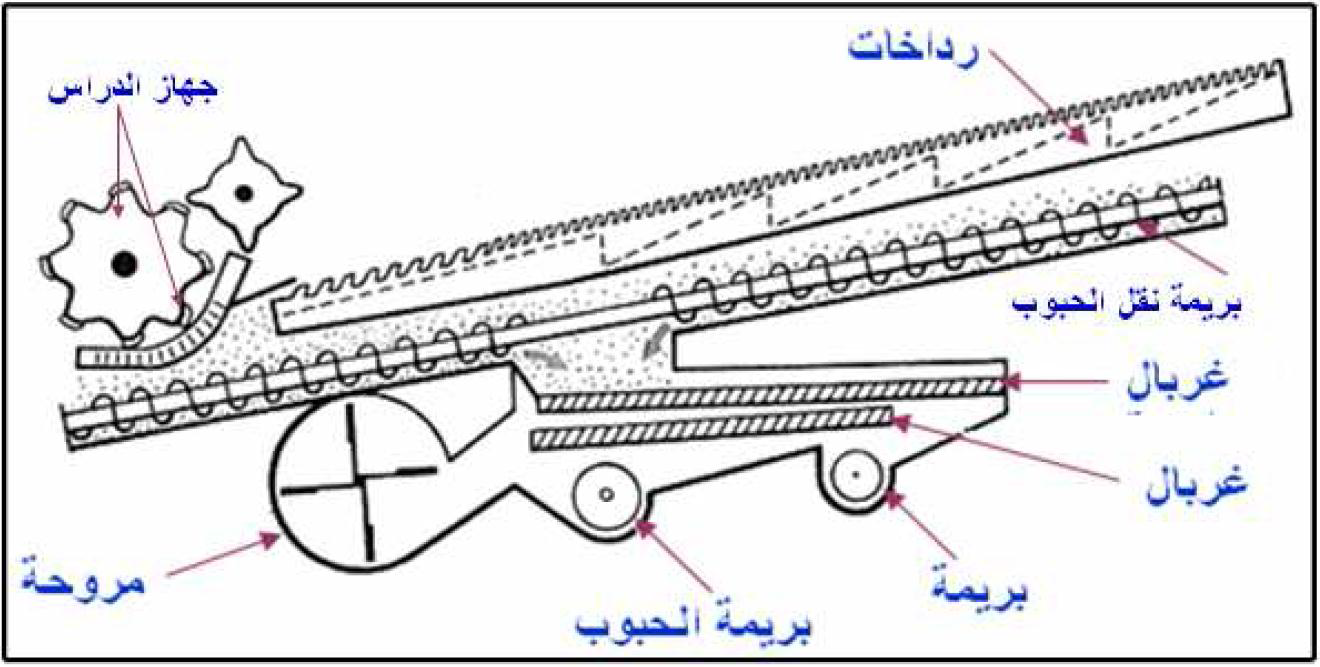 رداخات
جهاز الدراس
بريمة نقل الحبوب
غربال
غربال
مروحة
بريمة
بريمة الحبوب